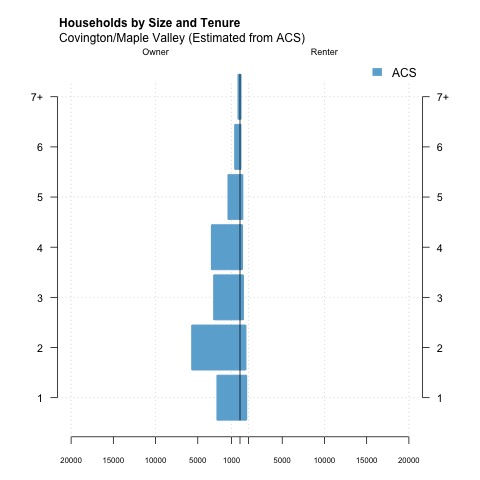 Households by Size and Tenure
Covington/Maple Valley (Estimated from ACS)
Owner Renter
ACS
7+ 7+
6 6
5 5
4 4
3 3
2 2
1 1
20000 15000 10000 5000 1000 5000 10000 15000 20000